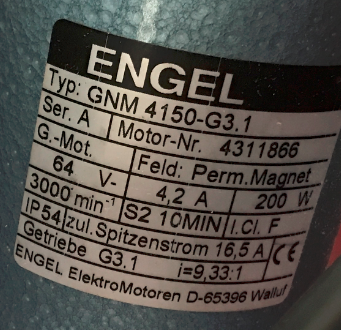 ENGEL
Typ: GNM 4150-G3.1
Ser. A Motor-Nr. 4311866
G.-Mot. Feld: Perm.Magnet
64 V- 4,2 A 200 W
3000 min-1 S2 10MIN I.Cl. F
IP54 zul.Spitzenstrom 16,5 A CE
Getriebe G3.1 i=9,33:1
ENGEL ElektroMotoren D-65396 Walluf